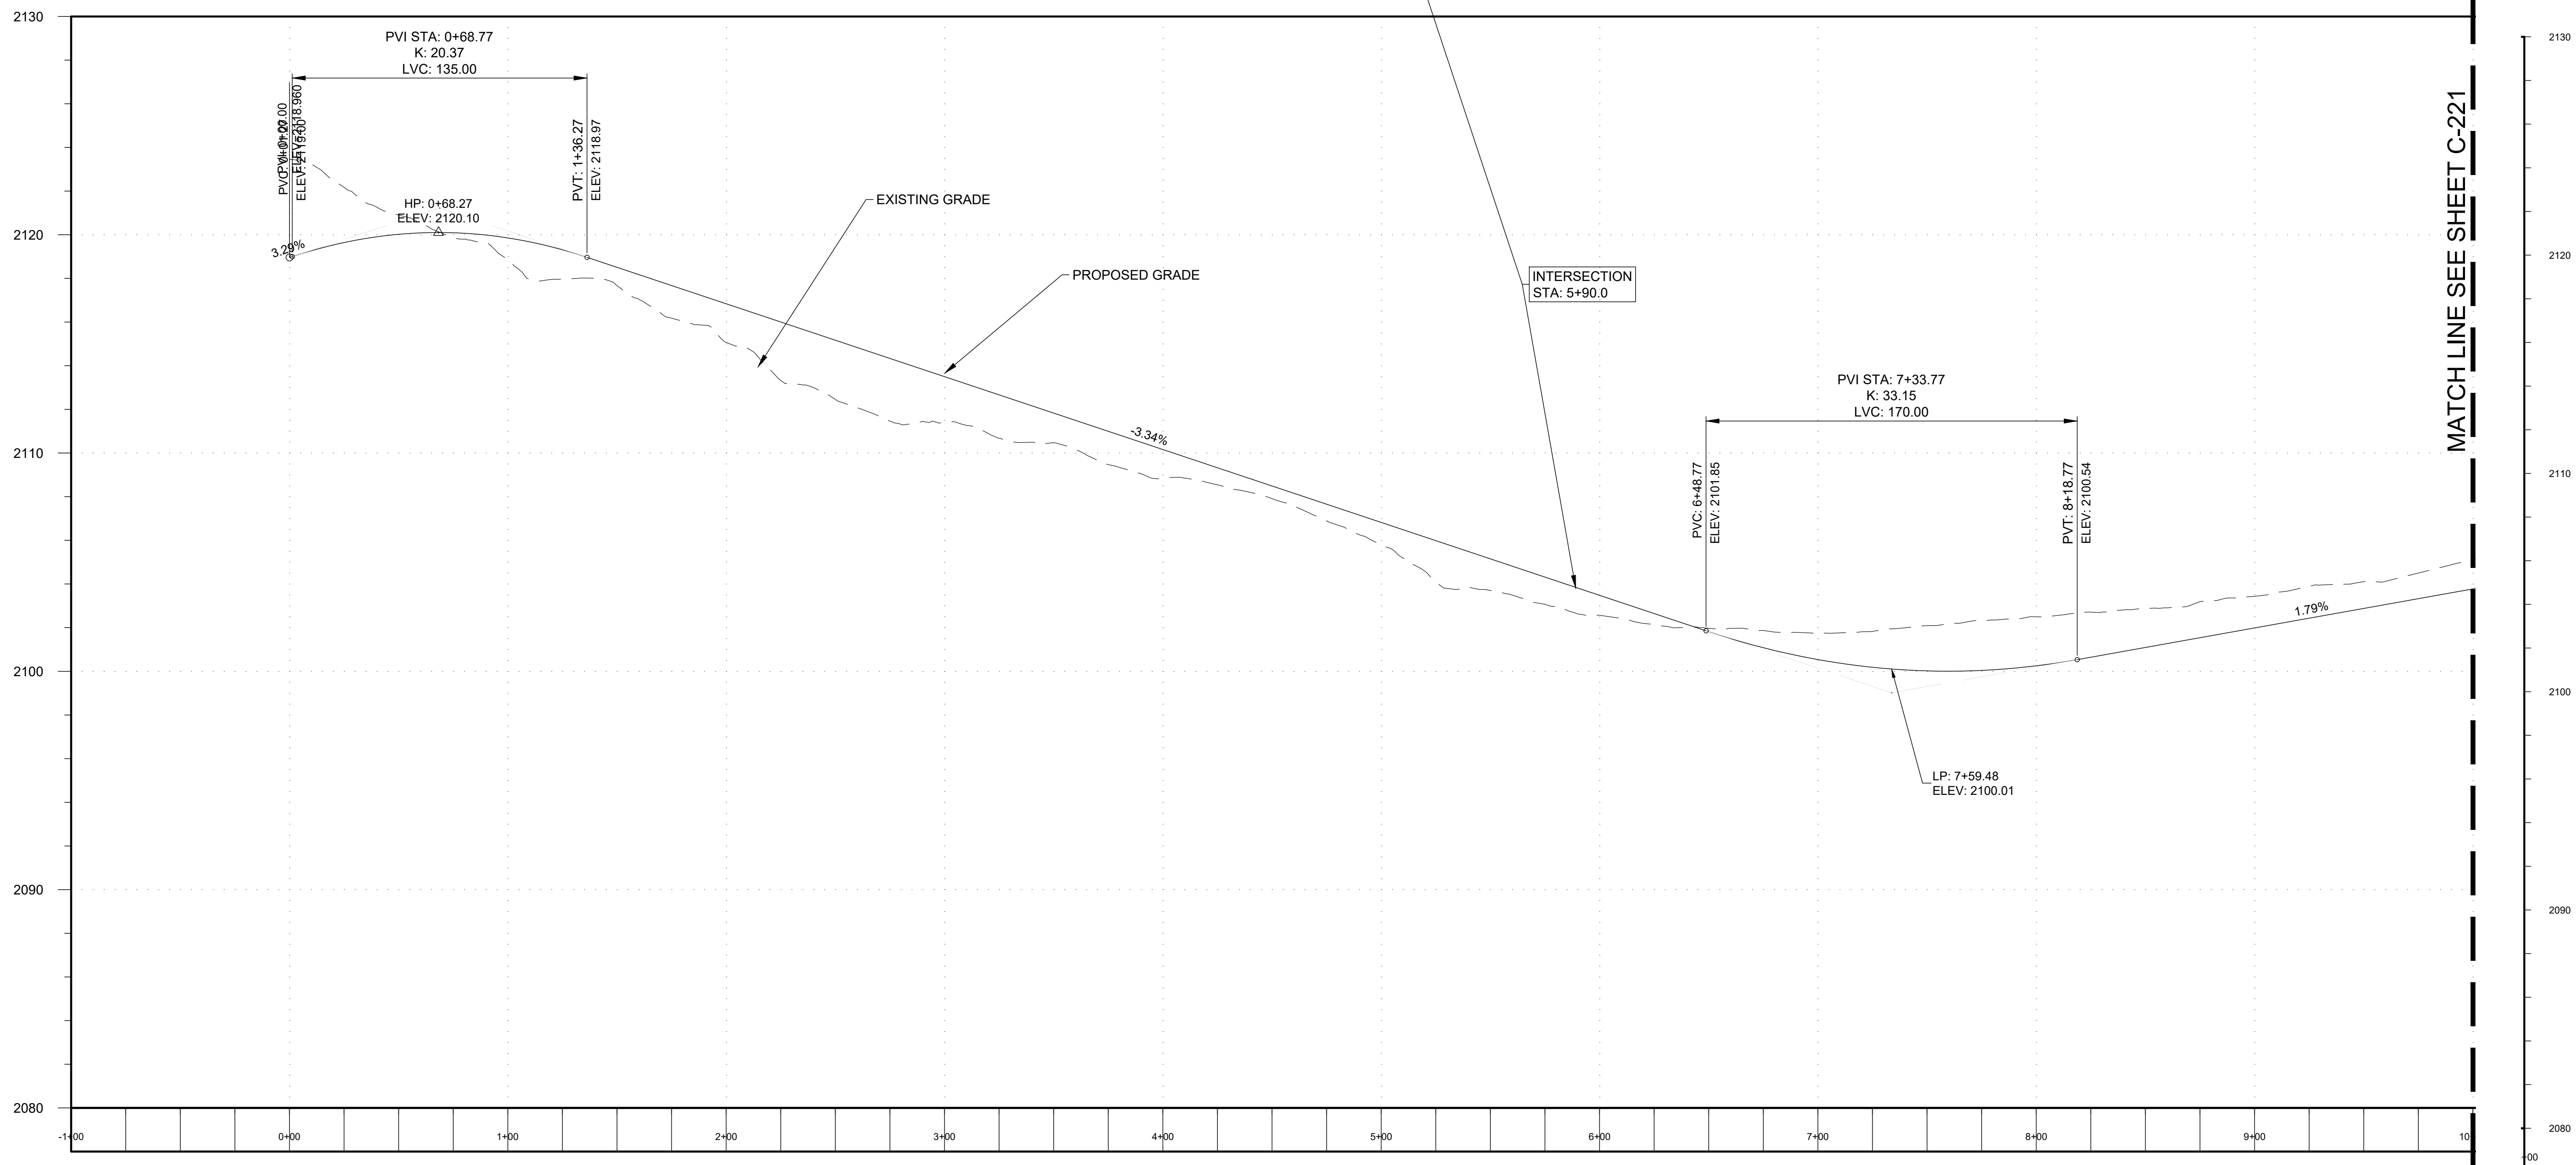 2130
2120
2110
2100
2090
2080
PVI STA: 0+68.77
K: 20.37
LVC: 135.00
ELEV: 2119.00
PVT: 1+36.27
ELEV: 2118.97
HP: 0+68.27
ELEV: 2120.10
3.29%
EXISTING GRADE
PROPOSED GRADE
-3.34%
INTERSECTION
STA: 5+90.0
PVI STA: 7+33.77
K: 33.15
LVC: 170.00
PVC: 6+48.77
ELEV: 2101.85
PVT: 8+18.77
ELEV: 2100.54
LP: 7+59.48
ELEV: 2100.01
1.79%
MATCH LINE SEE SHEET C-221
2130
2120
2110
2100
2090
2080
-1+00
0+00
1+00
2+00
3+00
4+00
5+00
6+00
7+00
8+00
9+00
10
+00